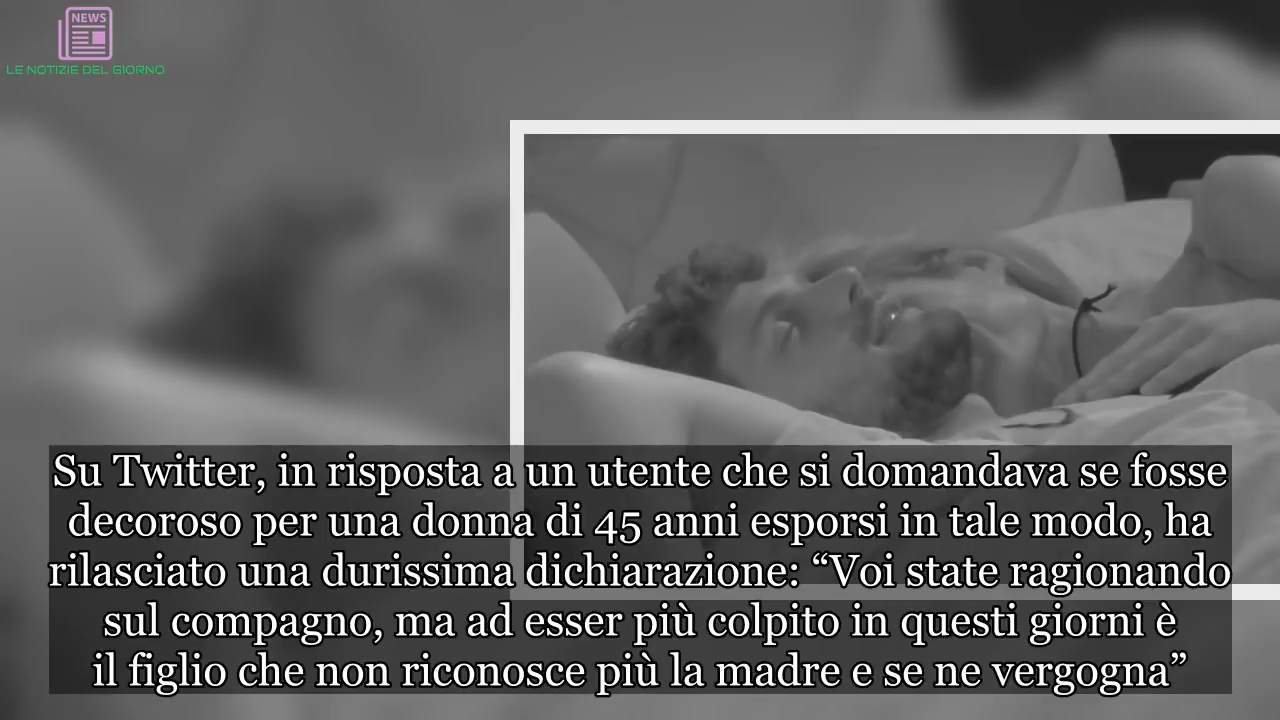 NEWS
LE NOTIZIE DEL GIORNO
Su Twitter, in risposta a un utente che si domandava se fosse
decoroso per una donna di 45 anni esporsi in tale modo, ha
rilasciato una durissima dichiarazione: “Voi state ragionando
sul compagno, ma ad esser più colpito in questi giorni è
il figlio che non riconosce più la madre e se ne vergogna”